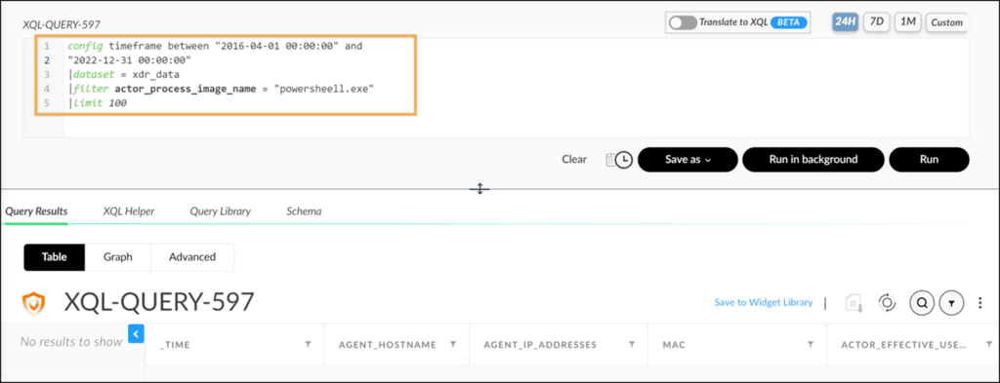 XQL-QUERY-597
Translate to XQL BETA
24H 7D 1M Custom
1 config timeframe between "2016-04-01 00:00:00" and
2 "2022-12-31 00:00:00"
3 |dataset = xdr_data
4 |filter actor_process_image_name = "powersheell.exe"
5 |limit 100
Clear Save as Run in background Run
Query Results XQL Helper Query Library Schema
Table Graph Advanced
XQL-QUERY-597
Save to Widget Library |
No results to show _TIME AGENT_HOSTNAME AGENT_IP_ADDRESSES MAC ACTOR_EFFECTIVE_USE...